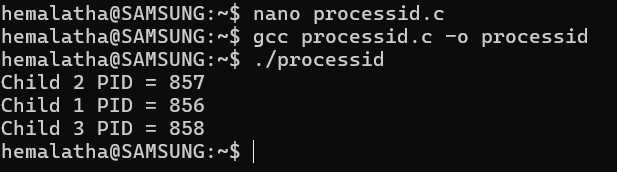 hemalatha@SAMSUNG:~$ nano processid.c
hemalatha@SAMSUNG:~$ gcc processid.c -o processid
hemalatha@SAMSUNG:~$ ./processid
Child 2 PID = 857
Child 1 PID = 856
Child 3 PID = 858
hemalatha@SAMSUNG:~$